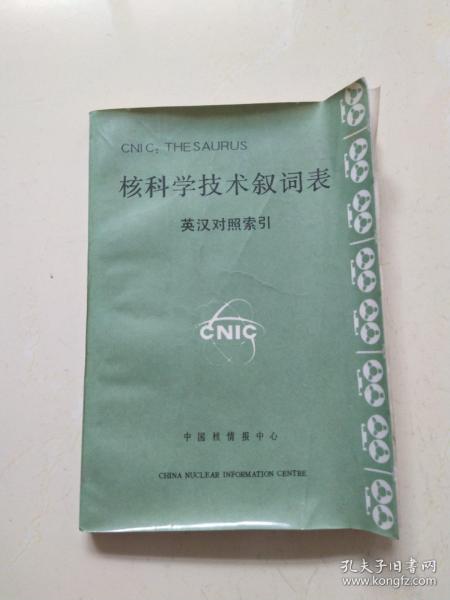 CNIC: THESAURUS
核科学技术叙词表
英汉对照索引
CNIC
中国核情报中心
CHINA NUCLEAR INFORMATION CENTRE
孔夫子旧书网
www.kongfz.com